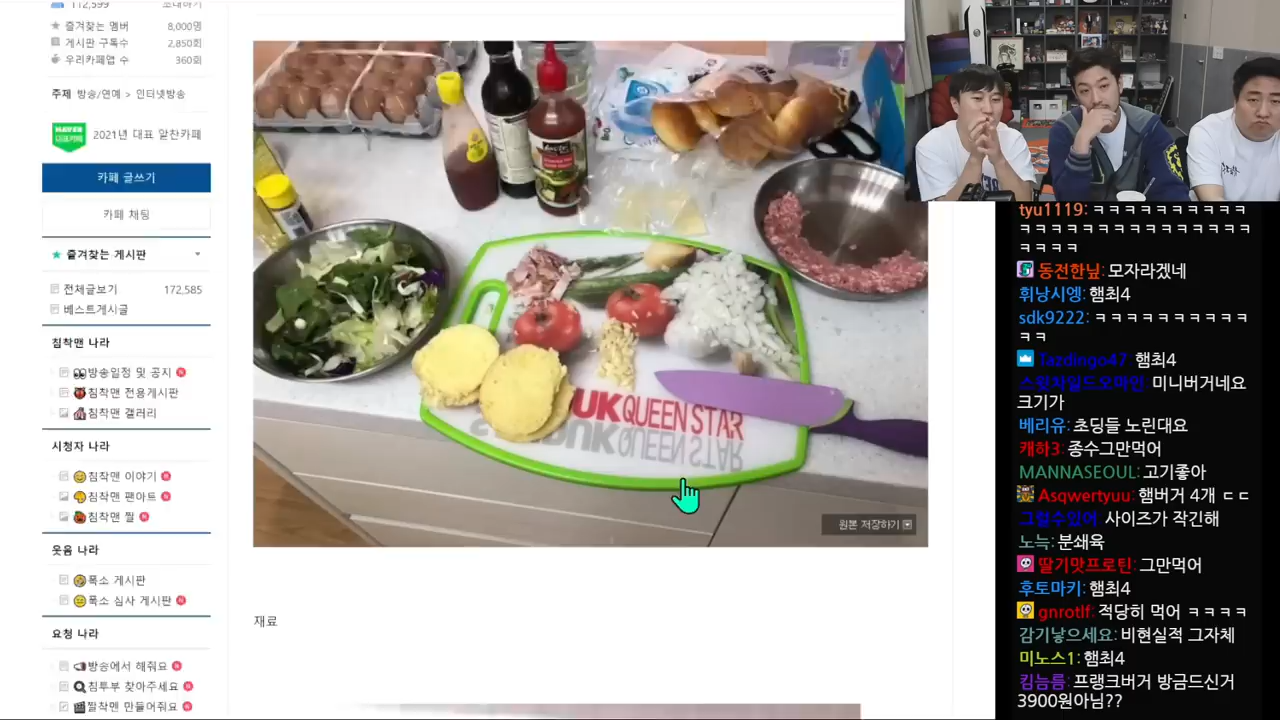 112,599 초대하기
즐겨찾는 멤버 8,000명
게시판 구독수 2,850회
우리카페앱 수 360회
주제 방송/연예 > 인터넷방송
2021년 대표 알찬카페
카페 글쓰기
카페 채팅
즐겨찾는 게시판
전체글보기 172,585
베스트게시글
침착맨 나라
방송일정 및 공지
침착맨 전용게시판
침착맨 갤러리
시청자 나라
침착맨 이야기
침착맨 팬아트
침착맨 짤
웃음 나라
폭소 게시판
폭소 심사 게시판
요청 나라
방송에서 해줘요
침투부 찾아주세요
짤착맨 만들어줘요
UK QUEEN STAR
QUEEN STAR
원본 저장하기
재료
tyu1119: ㅋㅋㅋㅋㅋㅋㅋㅋㅋㅋ
ㅋㅋㅋㅋㅋㅋㅋㅋㅋㅋㅋㅋㅋㅋㅋ
ㅋㅋㅋㅋ
동전한닢: 모자라겠네
휘낭시엥: 햄최4
sdk9222: ㅋㅋㅋㅋㅋㅋㅋㅋㅋㅋ
ㅋㅋ
Tazdingo47: 햄최4
스윗차일드오마인: 미니버거네요
크기가
베리유: 초딩들 노린대요
캐하3: 종수그만먹어
MANNASEOUL: 고기좋아
Asqwertyuu: 햄버거 4개 ㄷㄷ
그럴수있어: 사이즈가 작긴해
노늑: 분쇄육
딸기맛프로틴: 그만먹어
후토마키: 햄최4
gnrotlf: 적당히 먹어 ㅋㅋㅋㅋ
감기낳으세요: 비현실적 그자체
미노스1: 햄최4
킴늠름: 프랭크버거 방금드신거
3900원아님??